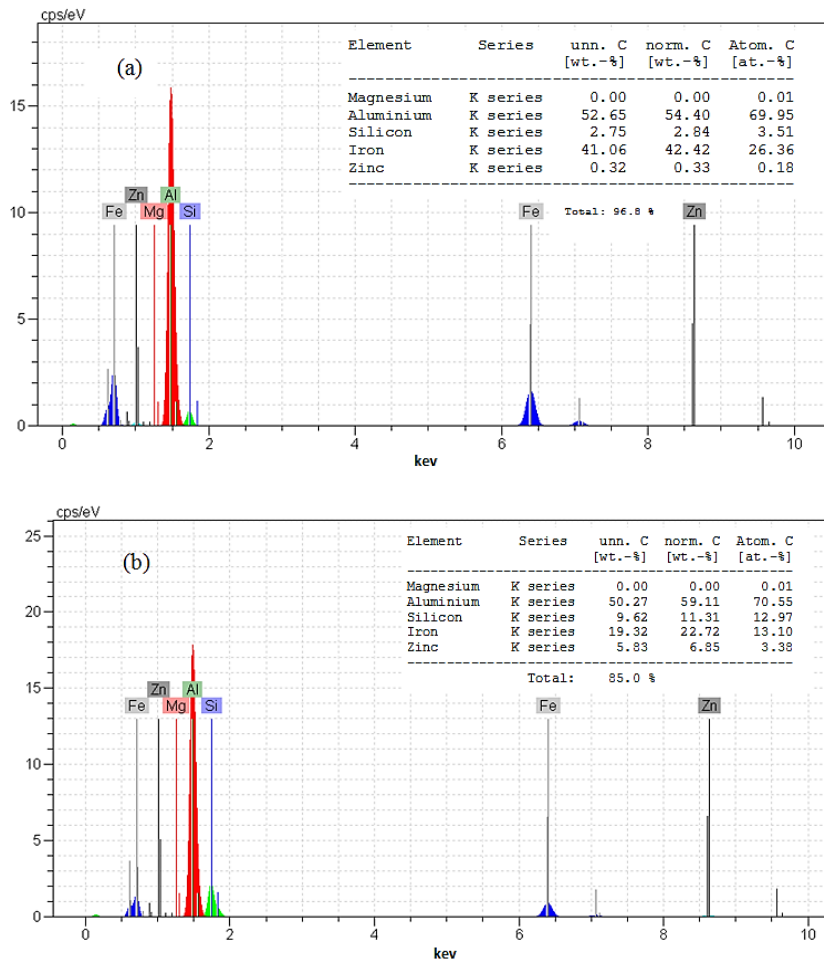 cps/eV
(a)
Element Series unn. C norm. C Atom. C
[wt.-%] [wt.-%] [at.-%]
Magnesium K series 0.00 0.00 0.01
Aluminium K series 52.65 54.40 69.95
Silicon K series 2.75 2.84 3.51
Iron K series 41.06 42.42 26.36
Zinc K series 0.32 0.33 0.18
Total: 96.8 %
15
10
5
0
Zn Al
Fe Mg Si Fe Zn
0 2 4 6 8 10
kev
cps/eV
(b)
Element Series unn. C norm. C Atom. C
[wt.-%] [wt.-%] [at.-%]
Magnesium K series 0.00 0.00 0.01
Aluminium K series 50.27 59.11 70.55
Silicon K series 9.62 11.31 12.97
Iron K series 19.32 22.72 13.10
Zinc K series 5.83 6.85 3.38
Total: 85.0 %
25
20
15
10
5
0
Zn Al
Fe Mg Si Fe Zn
0 2 4 6 8 10
kev